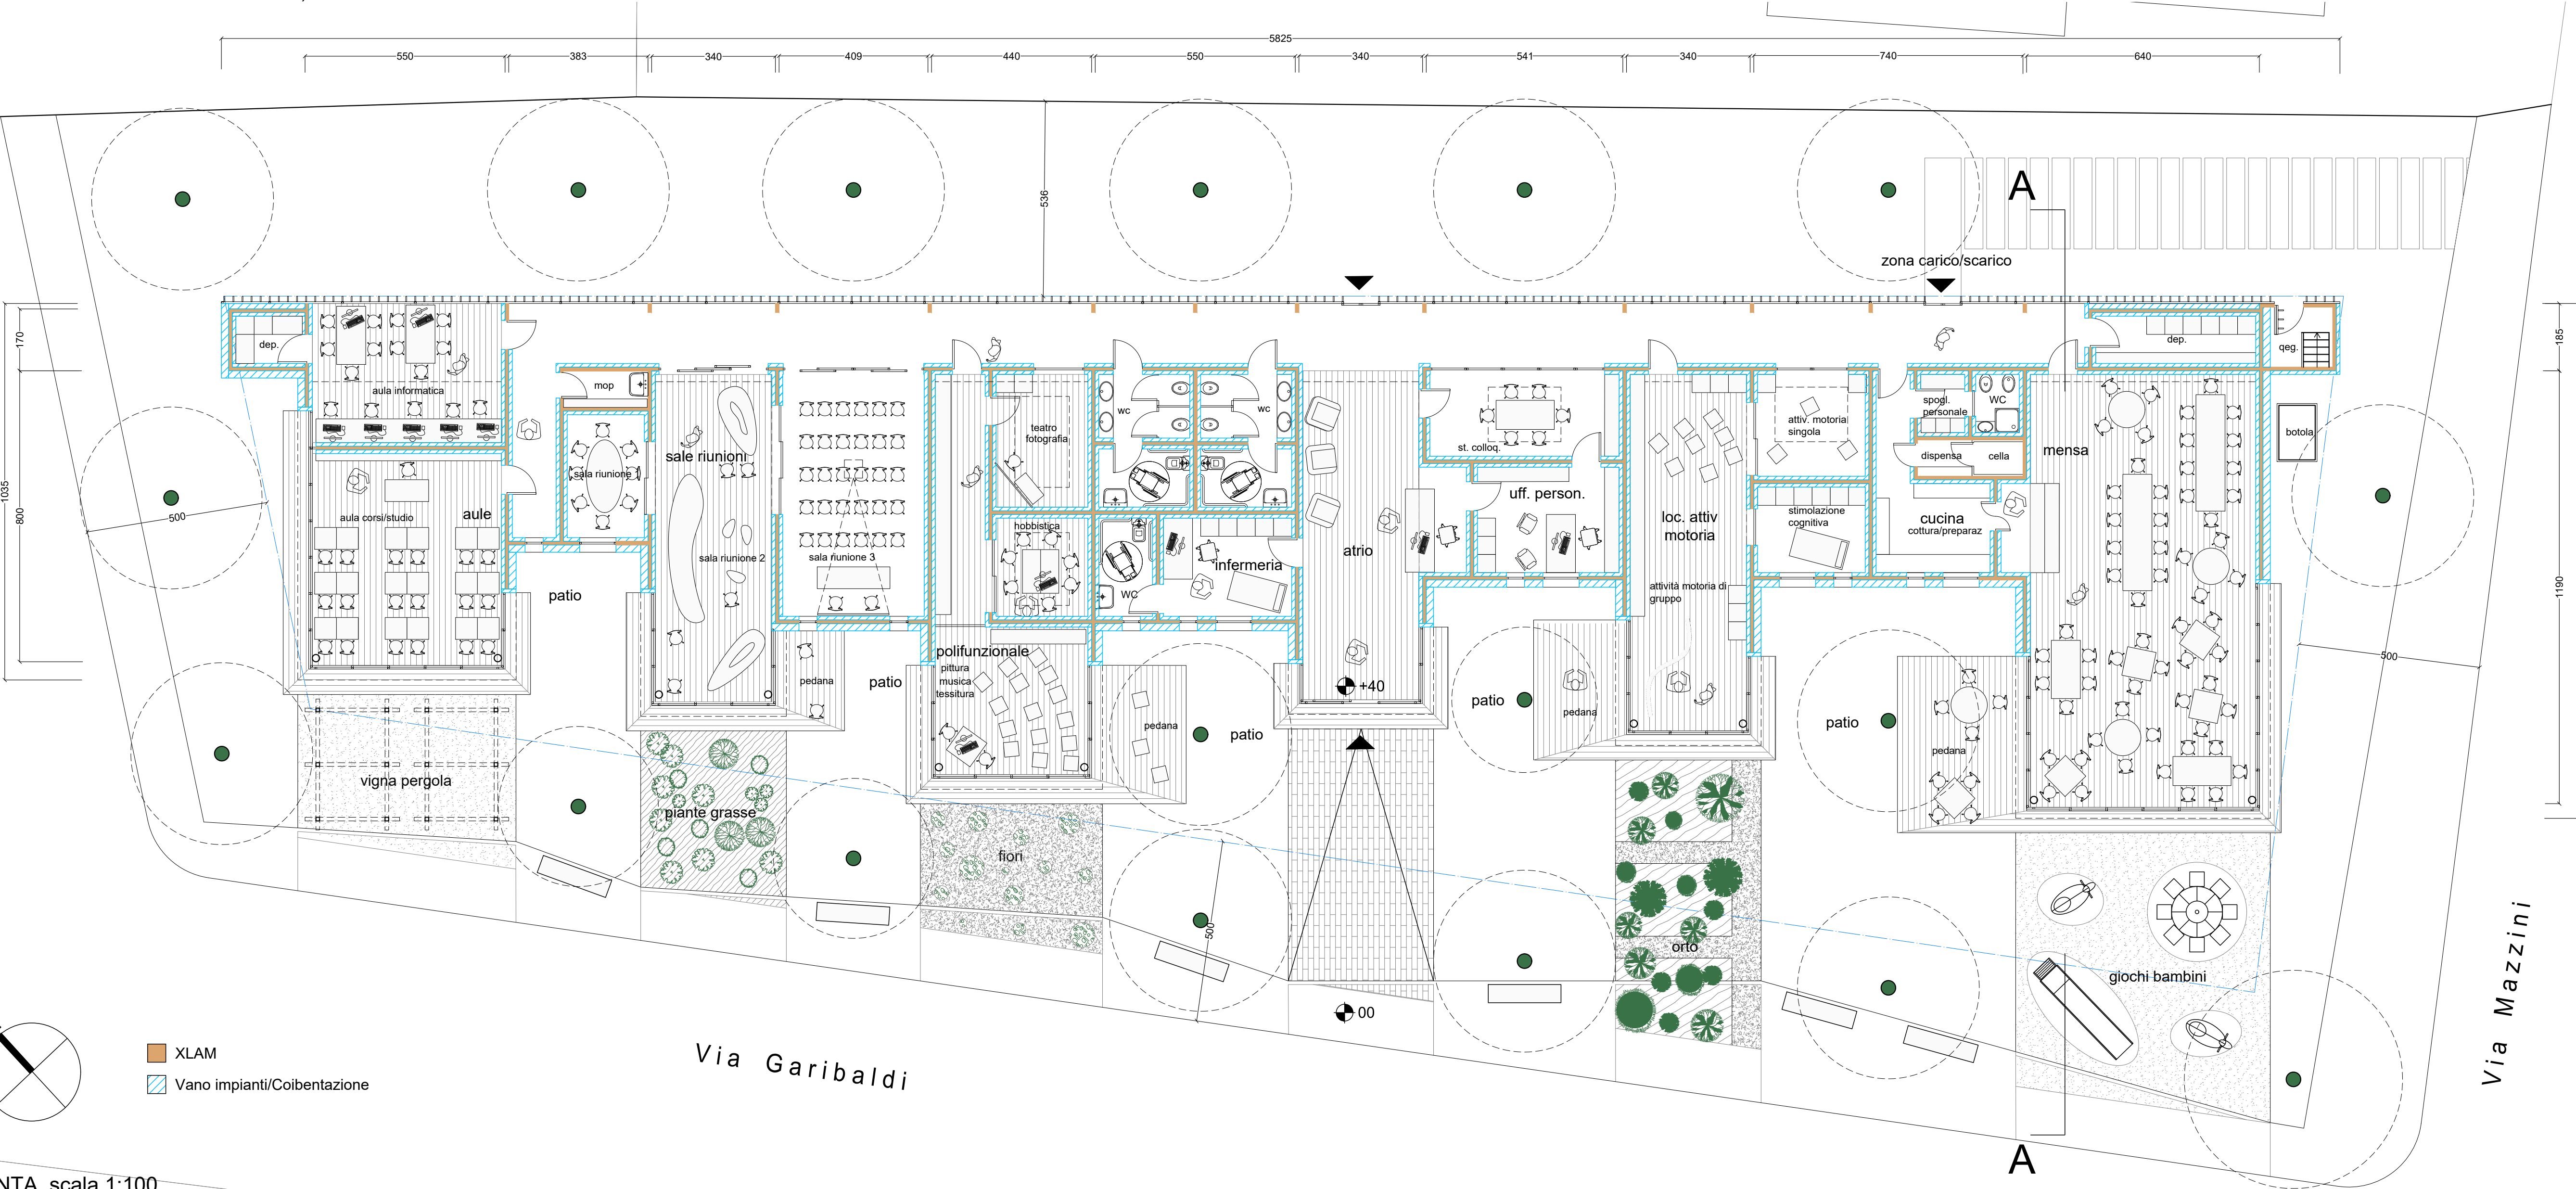 5825
550
383
340
409
440
550
340
541
340
740
640
536
A
zona carico/scarico
170
185
dep.
dep.
qeg.
aula informatica
mop
wc
wc
teatro
fotografia
st. colloq.
attiv. motoria
singola
spogl.
personale
WC
botola
sale riunioni
mensa
dispensa
cella
sala riunione 1
1035
800
500
aula corsi/studio
aule
hobbistica
uff. person.
loc. attiv
motoria
stimolazione
cognitiva
cucina
cottura/preparaz
sala riunione 2
sala riunione 3
infermeria
atrio
WC
attività motoria di
gruppo
patio
1190
500
polifunzionale
pittura
musica
tessitura
pedana
patio
+40
patio
pedana
pedana
patio
patio
pedana
vigna pergola
piante grasse
fiori
500
orto
giochi bambini
00
XLAM
Vano impianti/Coibentazione
Via Garibaldi
Via Mazzini
A
NTA scala 1:100